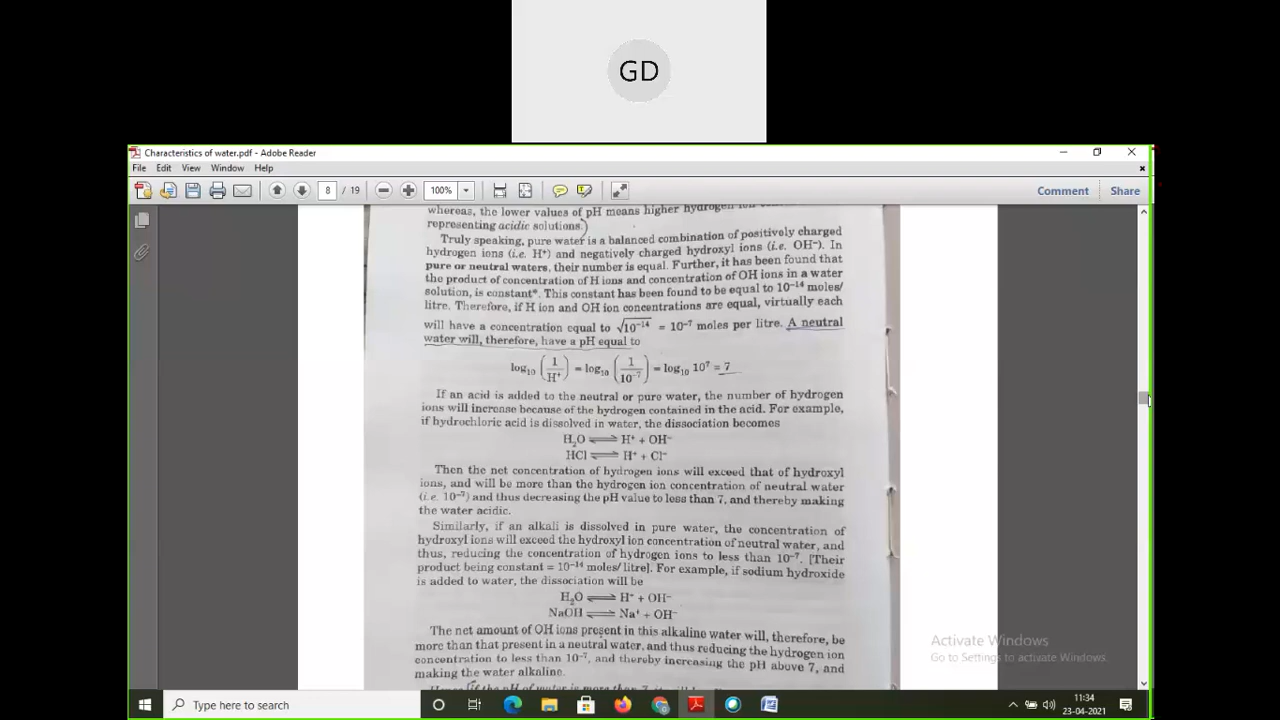 GD
Characteristics of water.pdf - Adobe Reader
File Edit View Window Help
8 / 19 100% Comment Share
whereas, the lower values of pH means higher hydrogen ion
representing acidic solutions.)
Truly speaking, pure water is a balanced combination of positively charged
hydrogen ions (i.e. H⁺) and negatively charged hydroxyl ions (i.e. OH⁻). In
pure or neutral waters, their number is equal. Further, it has been found that
the product of concentration of H ions and concentration of OH ions in a water
solution, is constant*. This constant has been found to be equal to 10⁻¹⁴ moles/
litre. Therefore, if H ion and OH ion concentrations are equal, virtually each
will have a concentration equal to √10⁻¹⁴ = 10⁻⁷ moles per litre. A neutral
water will, therefore, have a pH equal to
log₁₀ (1/H⁺) = log₁₀ (1/10⁻⁷) = log₁₀ 10⁷ = 7
If an acid is added to the neutral or pure water, the number of hydrogen
ions will increase because of the hydrogen contained in the acid. For example,
if hydrochloric acid is dissolved in water, the dissociation becomes
H₂O ⇌ H⁺ + OH⁻
HCl ⇌ H⁺ + Cl⁻
Then the net concentration of hydrogen ions will exceed that of hydroxyl
ions, and will be more than the hydrogen ion concentration of neutral water
(i.e. 10⁻⁷) and thus decreasing the pH value to less than 7, and thereby making
the water acidic.
Similarly, if an alkali is dissolved in pure water, the concentration of
hydroxyl ions will exceed the hydroxyl ion concentration of neutral water, and
thus, reducing the concentration of hydrogen ions to less than 10⁻⁷. [Their
product being constant = 10⁻¹⁴ moles/litre]. For example, if sodium hydroxide
is added to water, the dissociation will be
H₂O ⇌ H⁺ + OH⁻
NaOH ⇌ Na⁺ + OH⁻
The net amount of OH ions present in this alkaline water will, therefore, be
more than that present in a neutral water, and thus reducing the hydrogen ion
concentration to less than 10⁻⁷, and thereby increasing the pH above 7, and
making the water alkaline.
Activate Windows
Go to Settings to activate Windows.
Type here to search
11:34
23-04-2021